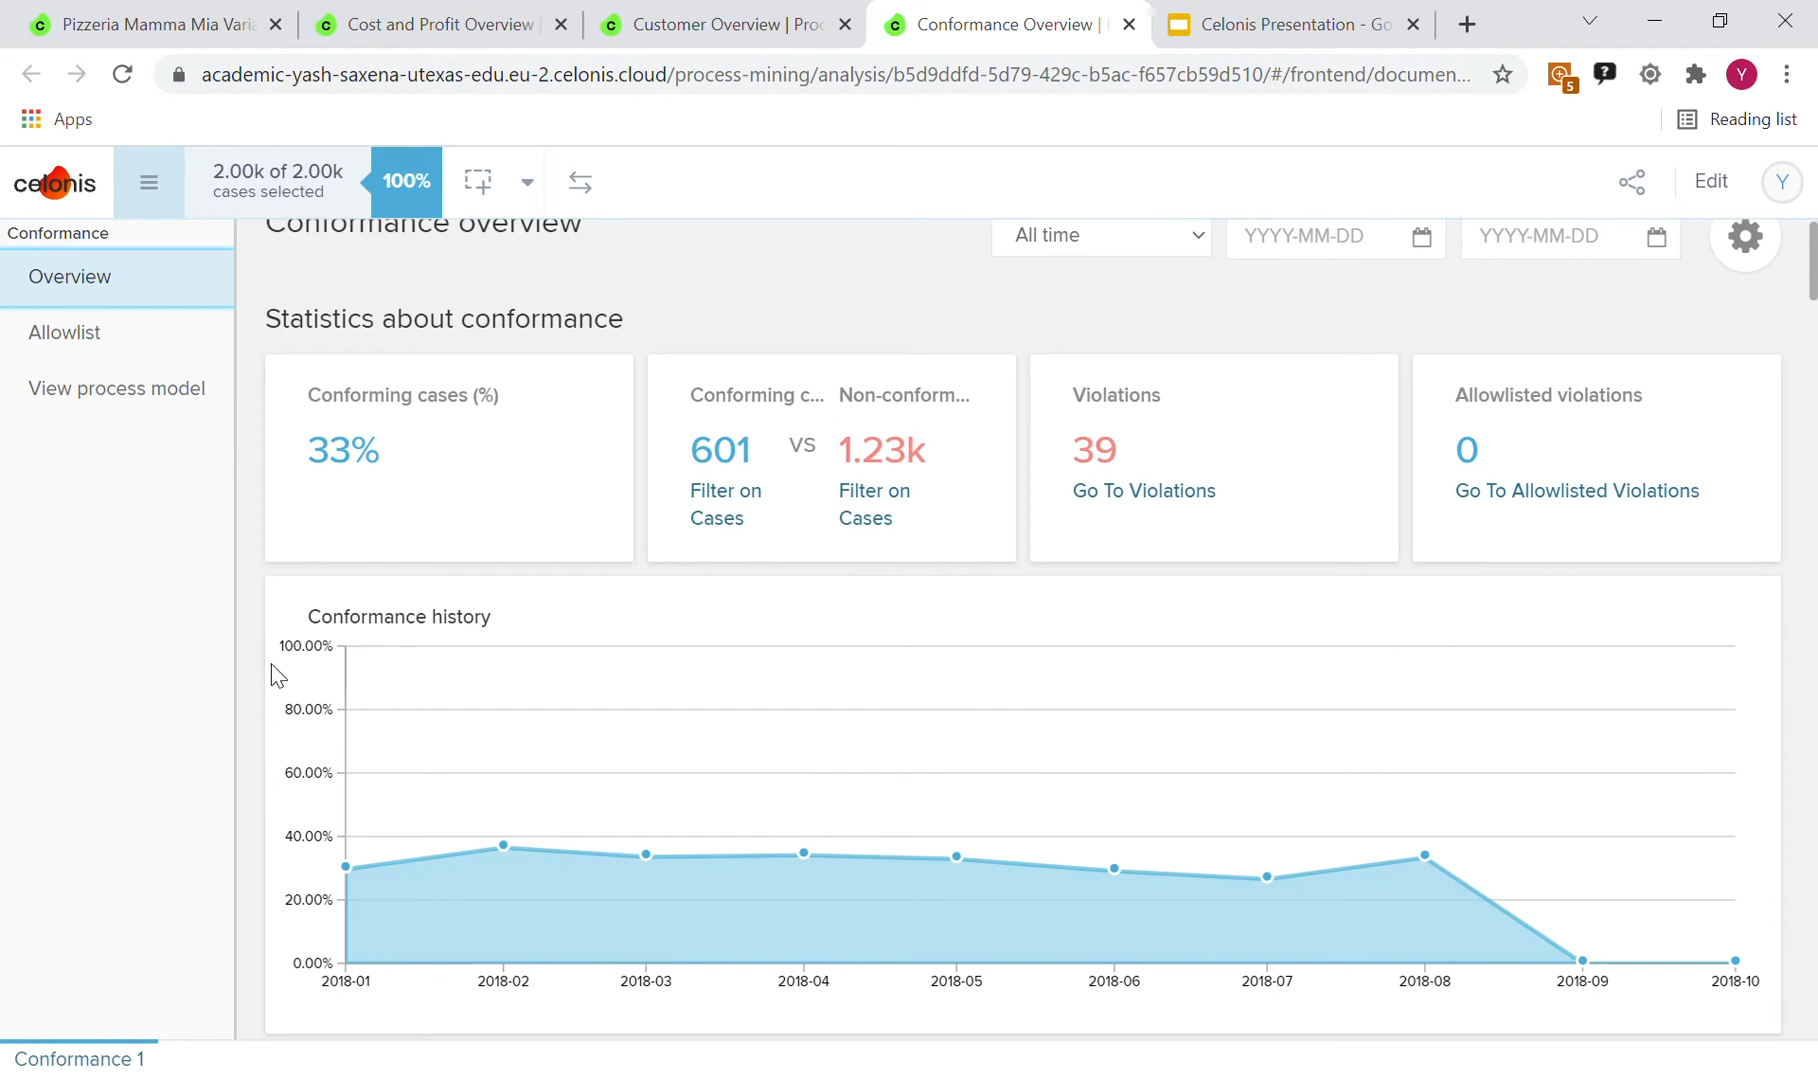 Pizzeria Mamma Mia Varia
Cost and Profit Overview
Customer Overview | Proc
Conformance Overview |
Celonis Presentation - Go
academic-yash-saxena-utexas-edu.eu-2.celonis.cloud/process-mining/analysis/b5d9ddfd-5d79-429c-b5ac-f657cb59d510/#/frontend/documen...
5
Y
Apps
Reading list
celonis
2.00k of 2.00k
cases selected
100%
Edit
Y
Conformance
Overview
Allowlist
View process model
Conformance overview
All time
YYYY-MM-DD
YYYY-MM-DD
Statistics about conformance
Conforming cases (%)
33%
Conforming c... Non-conform...
601 VS 1.23k
Filter on Filter on
Cases Cases
Violations
39
Go To Violations
Allowlisted violations
0
Go To Allowlisted Violations
Conformance history
100.00%
80.00%
60.00%
40.00%
20.00%
0.00%
2018-01 2018-02 2018-03 2018-04 2018-05 2018-06 2018-07 2018-08 2018-09 2018-10
Conformance 1